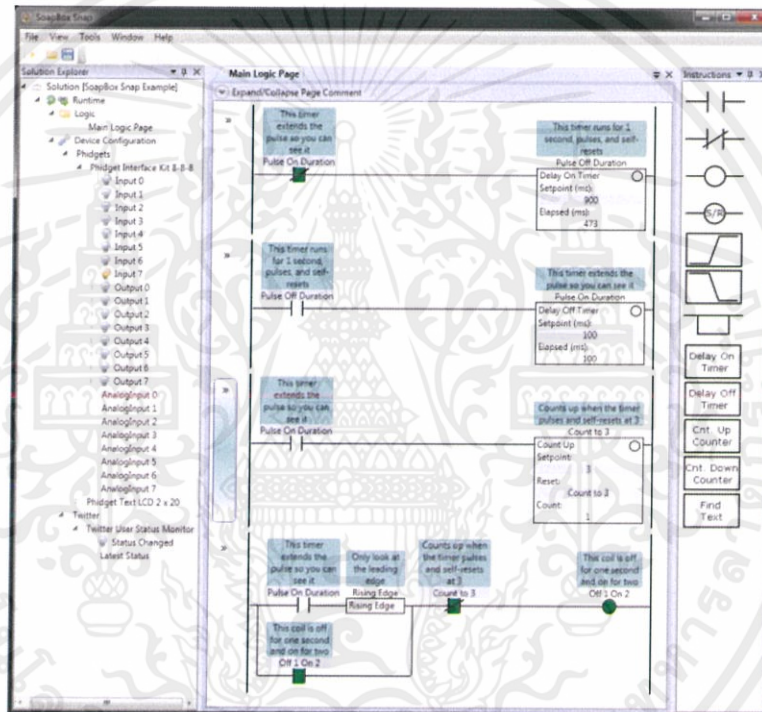 SoapBox Snap
File View Tools Window Help
Solution Explorer
Solution [SoapBox Snap Example]
Runtime
Logic
Main Logic Page
Device Configuration
Phidgets
Phidget Interface Kit 8-8-8
Input 0
Input 1
Input 2
Input 3
Input 4
Input 5
Input 6
Input 7
Output 0
Output 1
Output 2
Output 3
Output 4
Output 5
Output 6
Output 7
AnalogInput 0
AnalogInput 1
AnalogInput 2
AnalogInput 3
AnalogInput 4
AnalogInput 5
AnalogInput 6
AnalogInput 7
Phidget Text LCD 2 x 20
Twitter
Twitter User Status Monitor
Status Changed
Latest Status
Main Logic Page
Expand/Collapse Page Comment
This timer
extends the
pulse so you can
see it
Pulse On Duration
This timer runs for 1
second, pulses, and self-
resets
Pulse Off Duration
Delay On Timer
Setpoint (ms):
900
Elapsed (ms):
473
This timer runs
for 1 second,
pulses, and self-
resets
Pulse Off Duration
This timer extends the
pulse so you can see it
Pulse On Duration
Delay Off Timer
Setpoint (ms):
100
Elapsed (ms):
100
This timer
extends the
pulse so you can
see it
Pulse On Duration
Counts up when the timer
pulses and self-resets at 3
Count to 3
Count Up
Setpoint:
3
Reset:
Count to 3
Count:
1
This timer
extends the
pulse so you can
see it
Pulse On Duration
Only look at
the leading
edge
Rising Edge
Rising Edge
Counts up when
the timer pulses
and self-resets
at 3
Count to 3
This coil is off
for one second
and on for two
Off 1 On 2
This coil is off
for one second
and on for two
Off 1 On 2
Instructions
S/R
Delay On
Timer
Delay Off
Timer
Cnt. Up
Counter
Cnt. Down
Counter
Find
Text